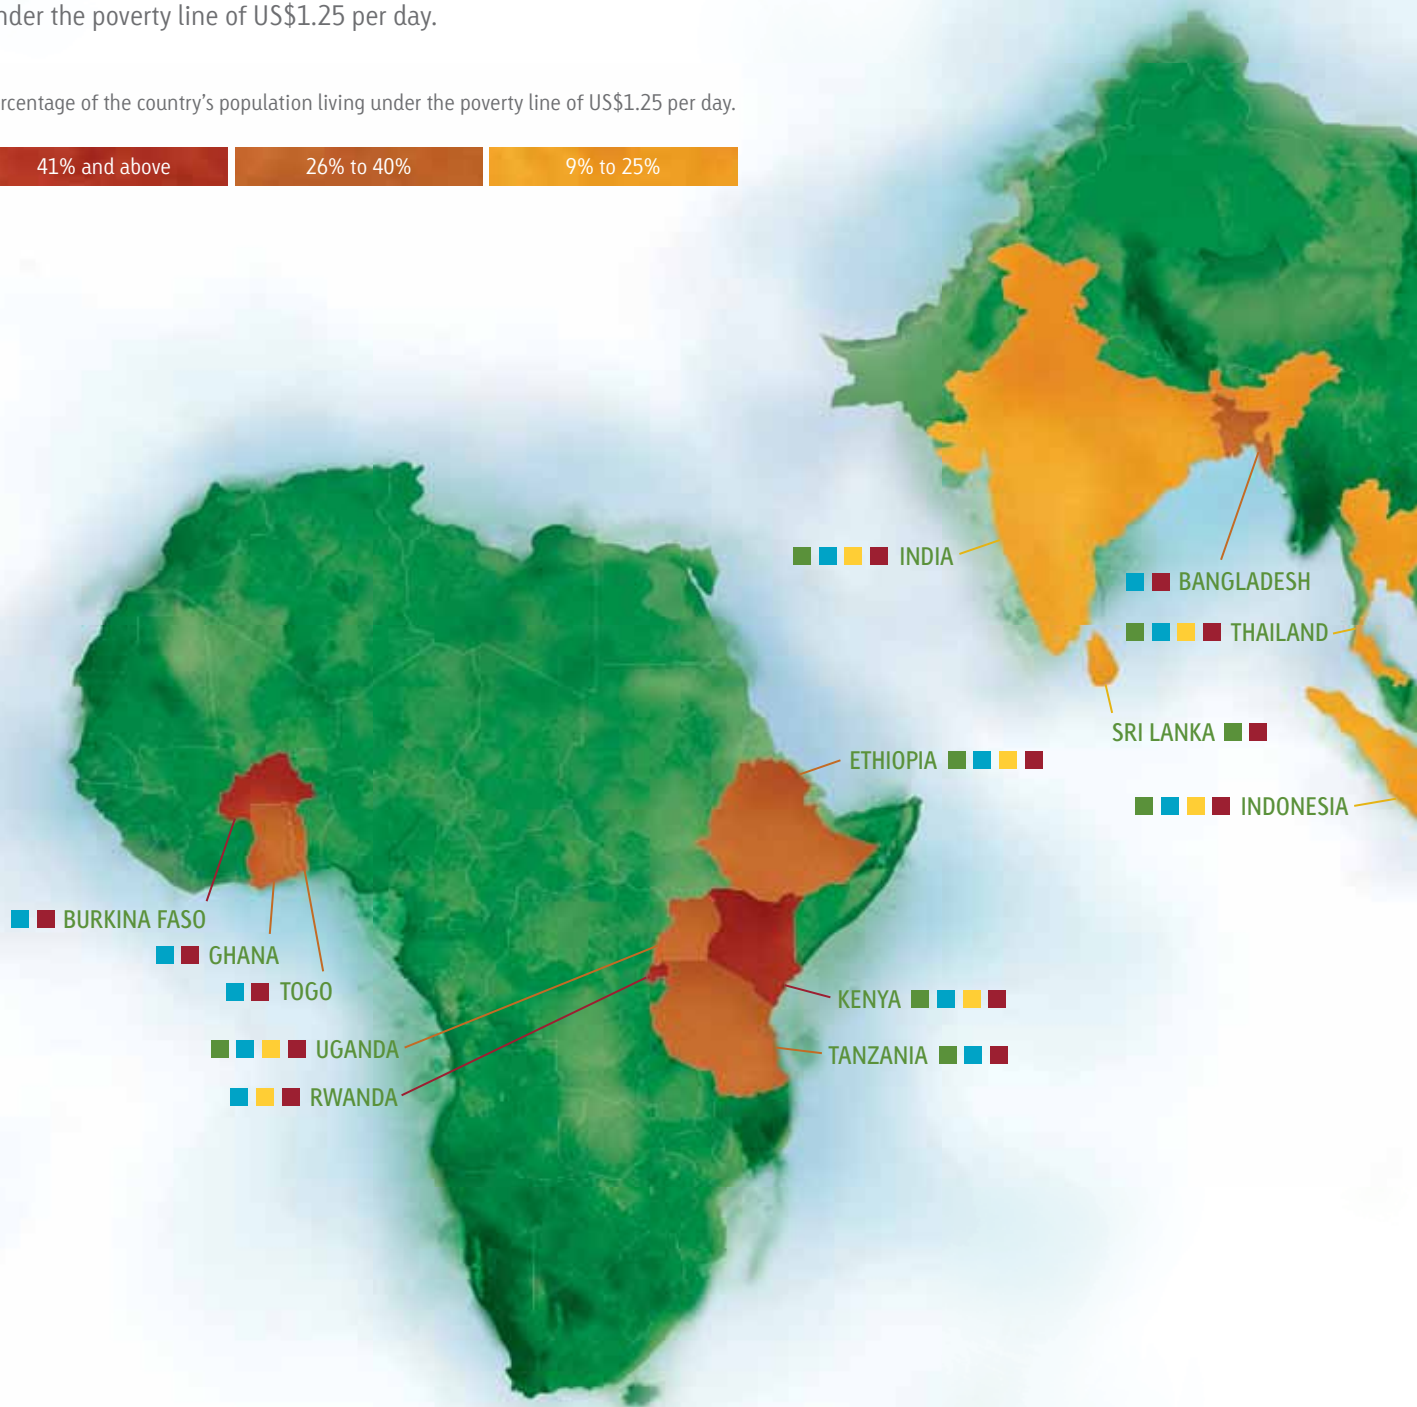 nder the poverty line of US$1.25 per day.
rcentage of the country's population living under the poverty line of US$1.25 per day.
41% and above
26% to 40%
9% to 25%
INDIA
BANGLADESH
THAILAND
SRI LANKA
ETHIOPIA
INDONESIA
BURKINA FASO
GHANA
TOGO
KENYA
UGANDA
TANZANIA
RWANDA